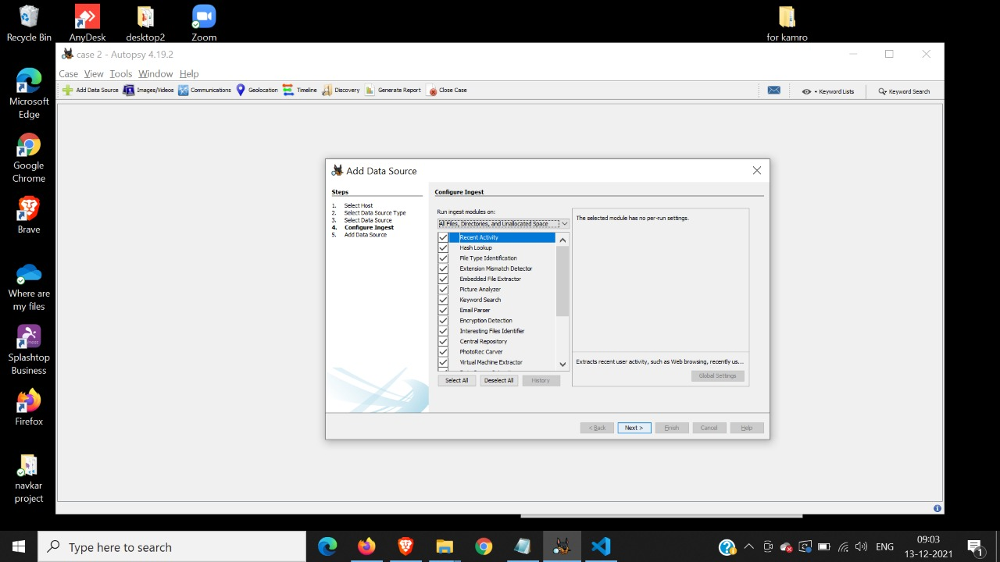 Recycle Bin
AnyDesk
desktop2
Zoom
for kamro
case 2 - Autopsy 4.19.2
Case View Tools Window Help
Add Data Source Images/Videos Communications Geolocation Timeline Discovery Generate Report Close Case Keyword Lists Keyword Search
Microsoft
Edge
Google
Chrome
Brave
Where are
my files
Splashtop
Business
Firefox
navkar
project
Add Data Source
Steps
1. Select Host
2. Select Data Source Type
3. Select Data Source
4. Configure Ingest
5. Add Data Source
Configure Ingest
Run ingest modules on:
All Files, Directories, and Unallocated Space
Recent Activity
Hash Lookup
File Type Identification
Extension Mismatch Detector
Embedded File Extractor
Picture Analyzer
Keyword Search
Email Parser
Encryption Detection
Interesting Files Identifier
Central Repository
PhotoRec Carver
Virtual Machine Extractor
Select All Deselect All History
The selected module has no per-run settings.
Extracts recent user activity, such as Web browsing, recently us...
Global Settings
< Back Next > Finish Cancel Help
Type here to search
ENG
09:03
13-12-2021
1